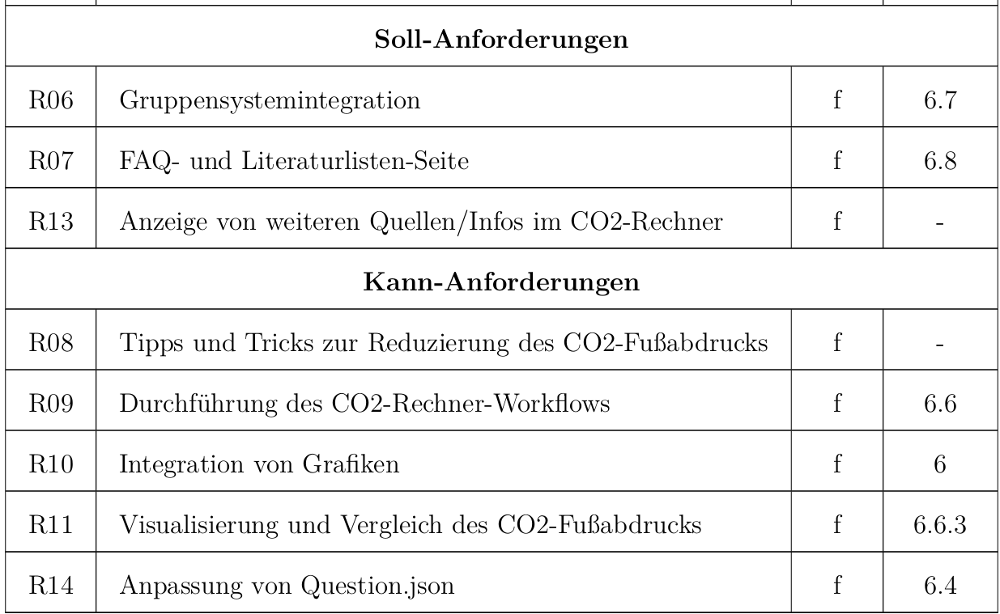 Soll-Anforderungen
R06 Gruppensystemintegration f 6.7
R07 FAQ- und Literaturlisten-Seite f 6.8
R13 Anzeige von weiteren Quellen/Infos im CO2-Rechner f -
Kann-Anforderungen
R08 Tipps und Tricks zur Reduzierung des CO2-Fußabdrucks f -
R09 Durchführung des CO2-Rechner-Workflows f 6.6
R10 Integration von Grafiken f 6
R11 Visualisierung und Vergleich des CO2-Fußabdrucks f 6.6.3
R14 Anpassung von Question.json f 6.4